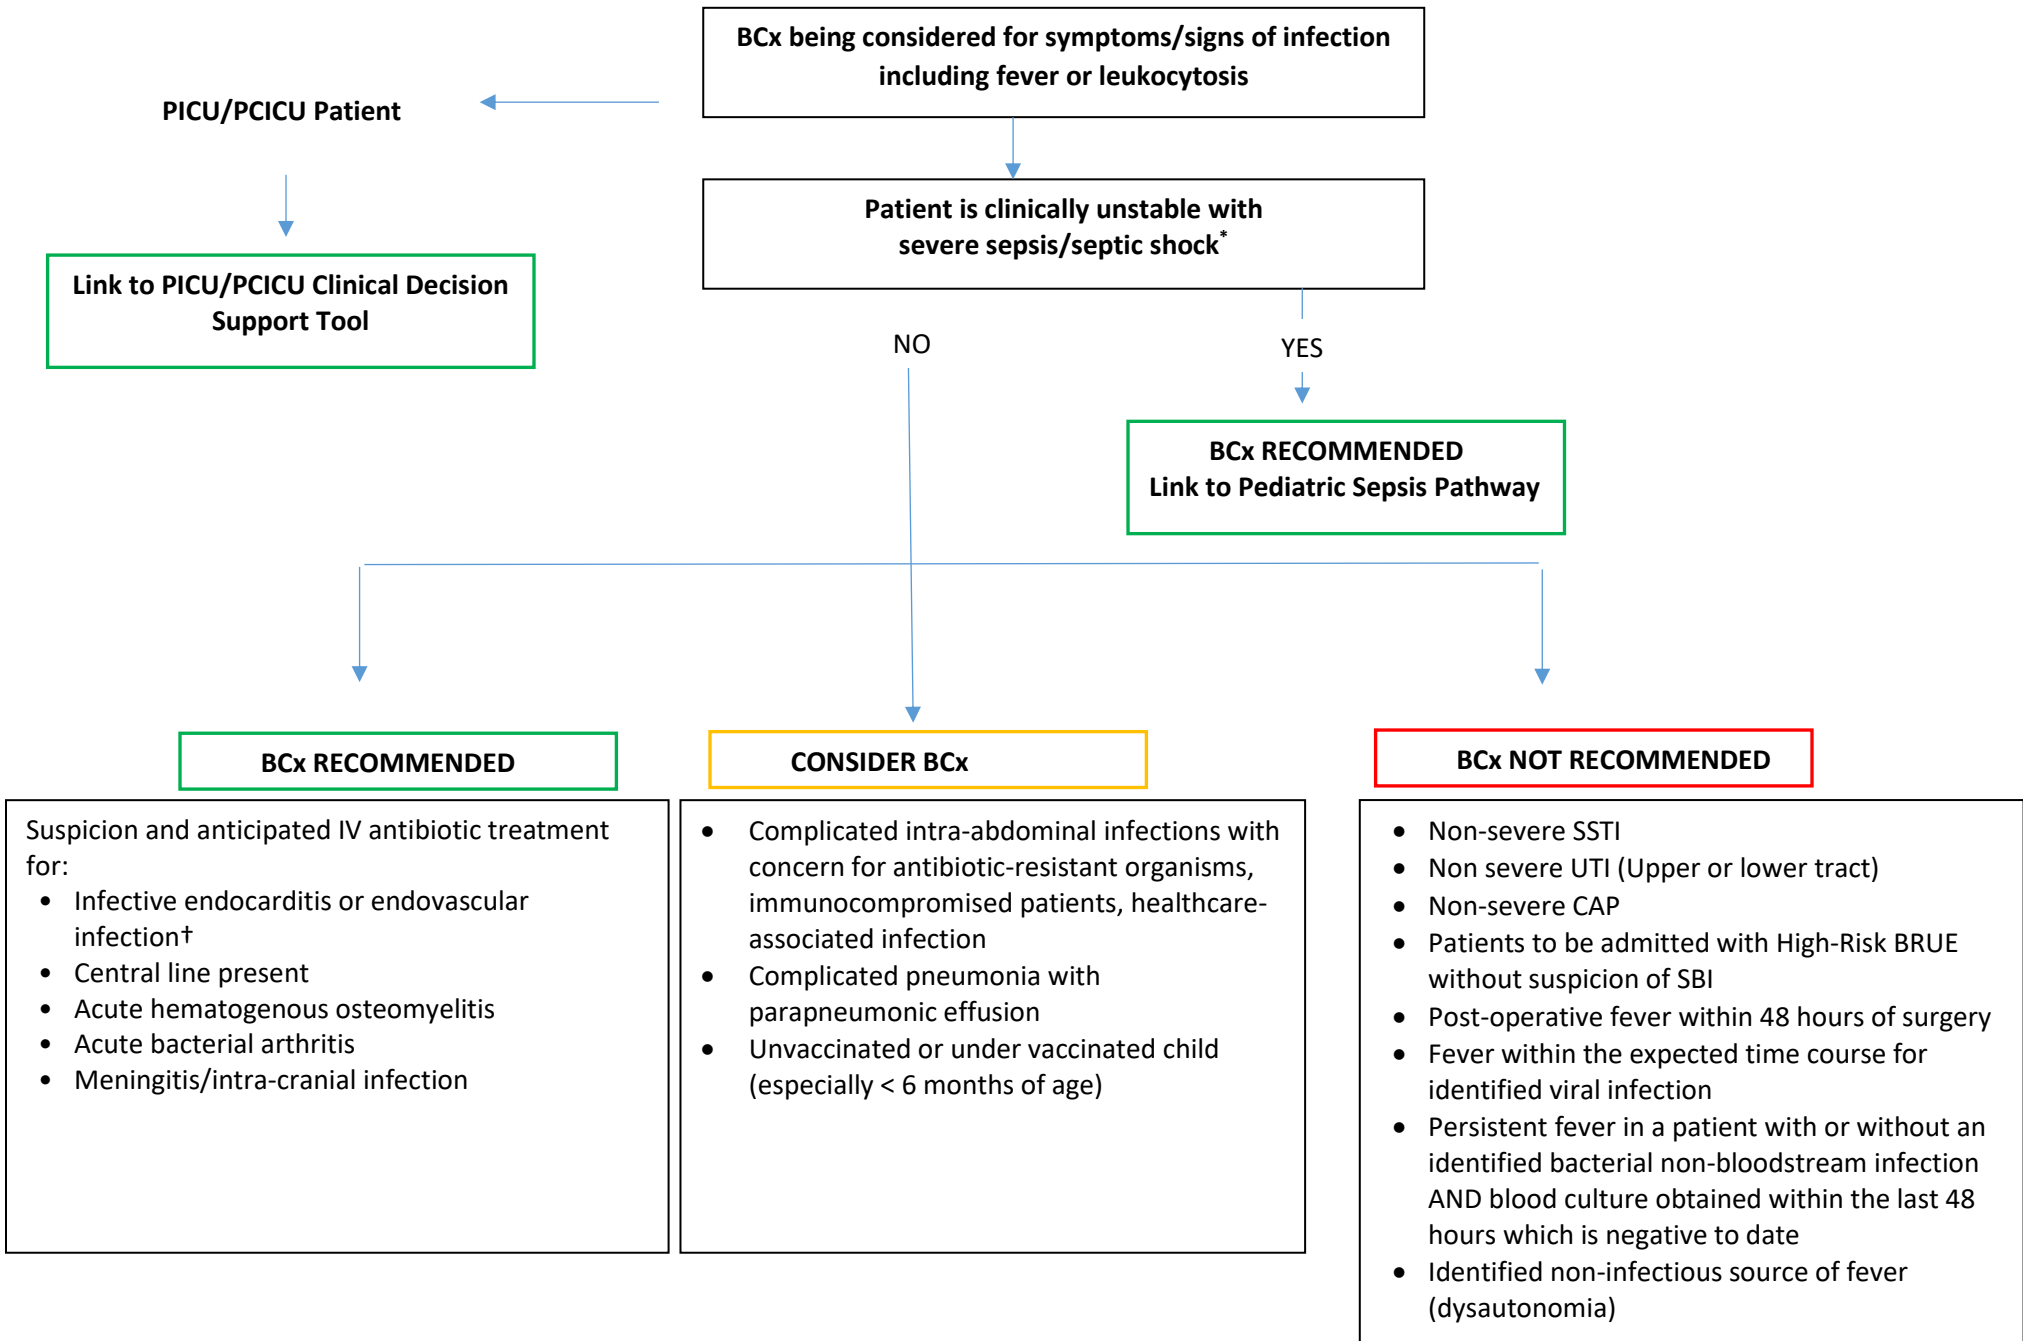 BCx being considered for symptoms/signs of infection
including fever or leukocytosis
PICU/PCICU Patient
Patient is clinically unstable with
severe sepsis/septic shock*
Link to PICU/PCICU Clinical Decision
Support Tool
NO
YES
BCx RECOMMENDED
Link to Pediatric Sepsis Pathway
BCx RECOMMENDED
Suspicion and anticipated IV antibiotic treatment
for:
• Infective endocarditis or endovascular
infection†
• Central line present
• Acute hematogenous osteomyelitis
• Acute bacterial arthritis
• Meningitis/intra-cranial infection
CONSIDER BCx
• Complicated intra-abdominal infections with
concern for antibiotic-resistant organisms,
immunocompromised patients, healthcare-
associated infection
• Complicated pneumonia with
parapneumonic effusion
• Unvaccinated or under vaccinated child
(especially < 6 months of age)
BCx NOT RECOMMENDED
• Non-severe SSTI
• Non severe UTI (Upper or lower tract)
• Non-severe CAP
• Patients to be admitted with High-Risk BRUE
without suspicion of SBI
• Post-operative fever within 48 hours of surgery
• Fever within the expected time course for
identified viral infection
• Persistent fever in a patient with or without an
identified bacterial non-bloodstream infection
AND blood culture obtained within the last 48
hours which is negative to date
• Identified non-infectious source of fever
(dysautonomia)